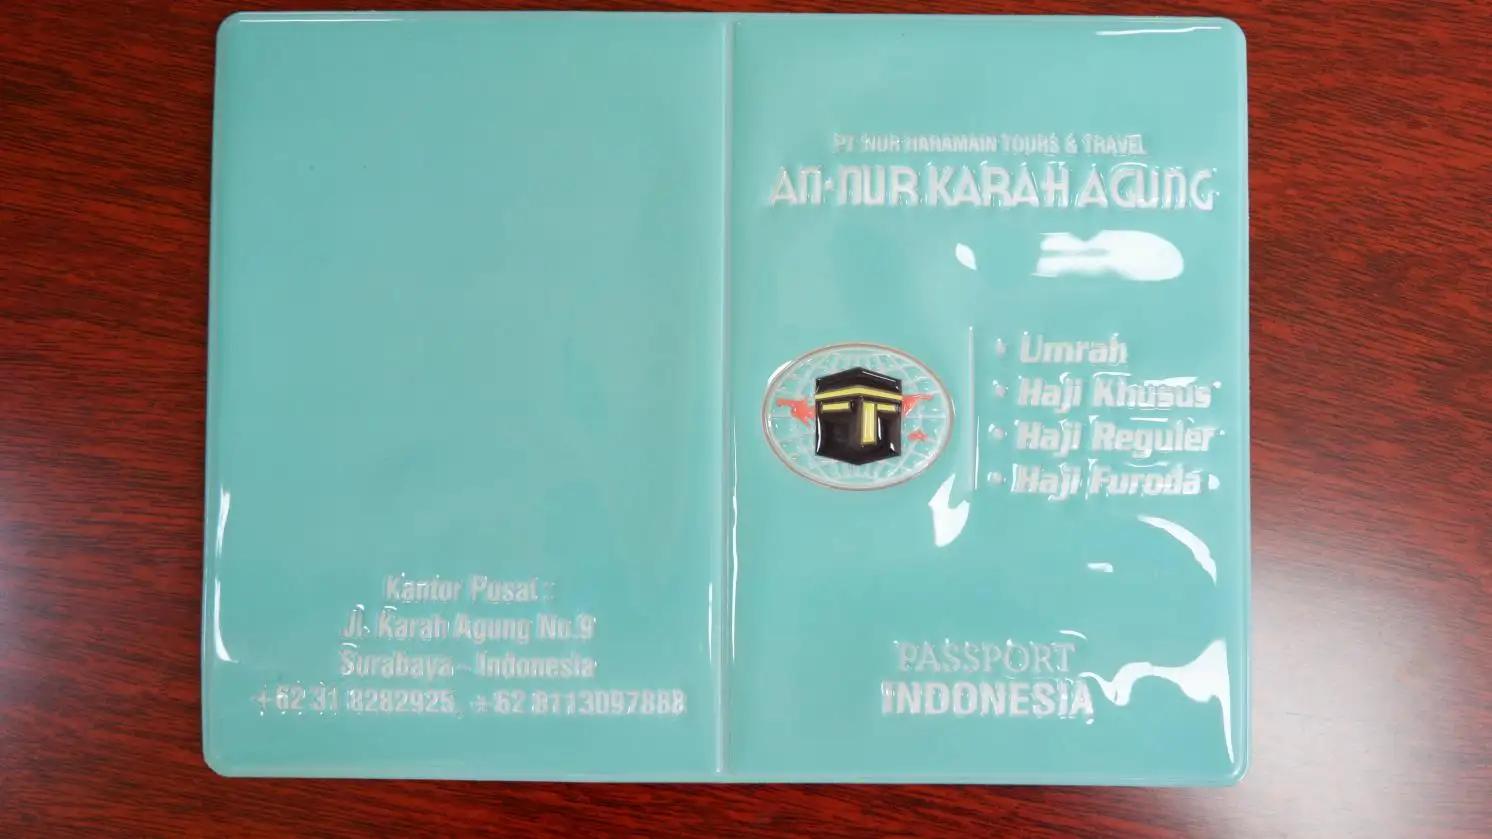 Kantor Pusat :
Jl. Karah Agung No.9
Surabaya - Indonesia
+62 31 8282925, +62 8113097888
PT NUR HARAMAIN TOURS & TRAVEL
AN-NUR KARAH AGUNG
• Umrah
• Haji Khusus
• Haji Reguler
• Haji Furoda
PASSPORT
INDONESIA